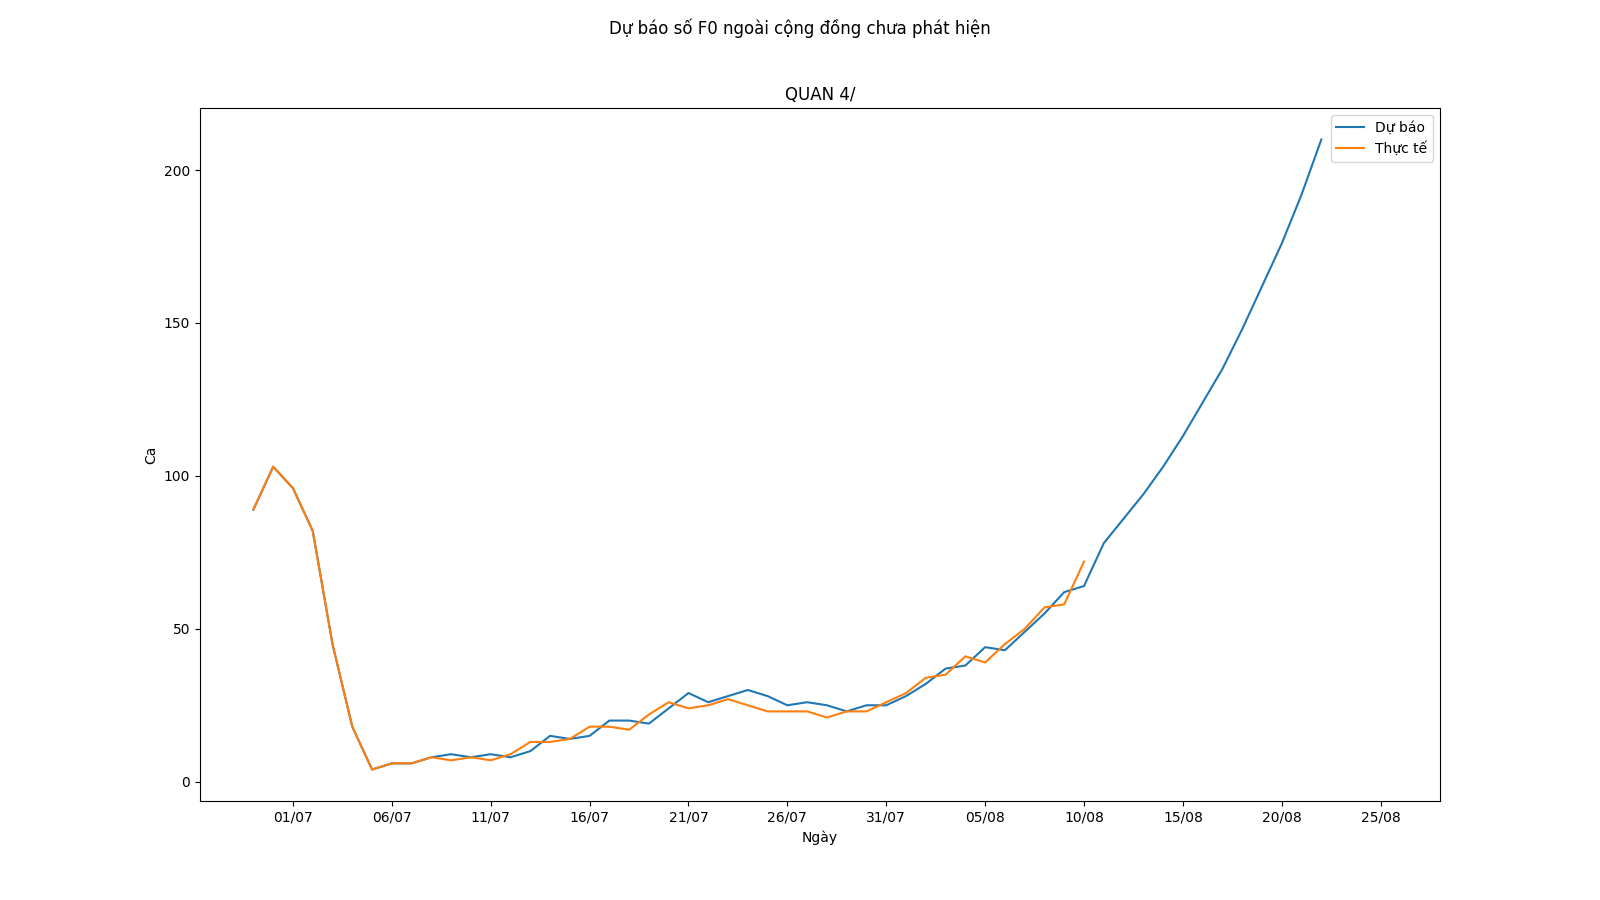 Dự báo số F0 ngoài cộng đồng chưa phát hiện
QUAN 4/
Dự báo
Thực tế
200
150
100
50
0
Ca
01/07 06/07 11/07 16/07 21/07 26/07 31/07 05/08 10/08 15/08 20/08 25/08
Ngày